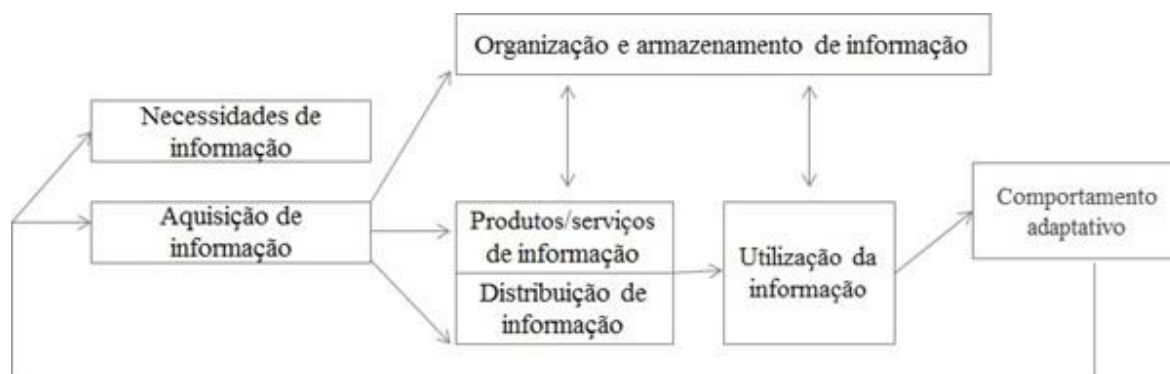 Organização e armazenamento de informação
Necessidades de
informação
Aquisição de
informação
Produtos/serviços
de informação
Distribuição de
informação
Utilização da
informação
Comportamento
adaptativo